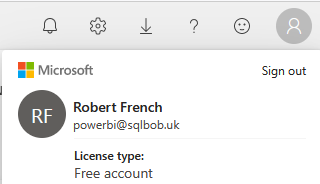 Microsoft
Sign out
RF
Robert French
powerbi@sqlbob.uk
License type:
Free account